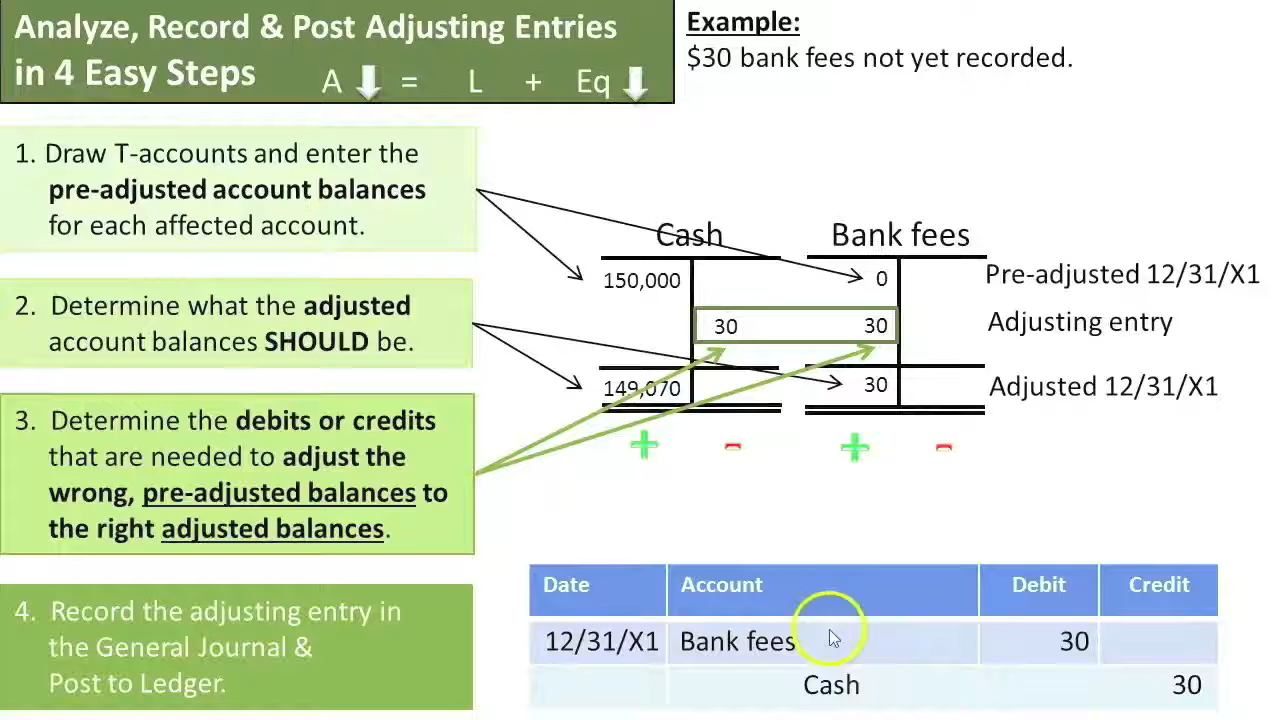 Analyze, Record & Post Adjusting Entries
in 4 Easy Steps
A = L + Eq
Example:
$30 bank fees not yet recorded.
1. Draw T-accounts and enter the
pre-adjusted account balances
for each affected account.
2. Determine what the adjusted
account balances SHOULD be.
3. Determine the debits or credits
that are needed to adjust the
wrong, pre-adjusted balances to
the right adjusted balances.
4. Record the adjusting entry in
the General Journal &
Post to Ledger.
Cash Bank fees
150,000 0 Pre-adjusted 12/31/X1
30 30 Adjusting entry
149,070 30 Adjusted 12/31/X1
+ - + -
Date Account Debit Credit
12/31/X1 Bank fees 30
Cash 30